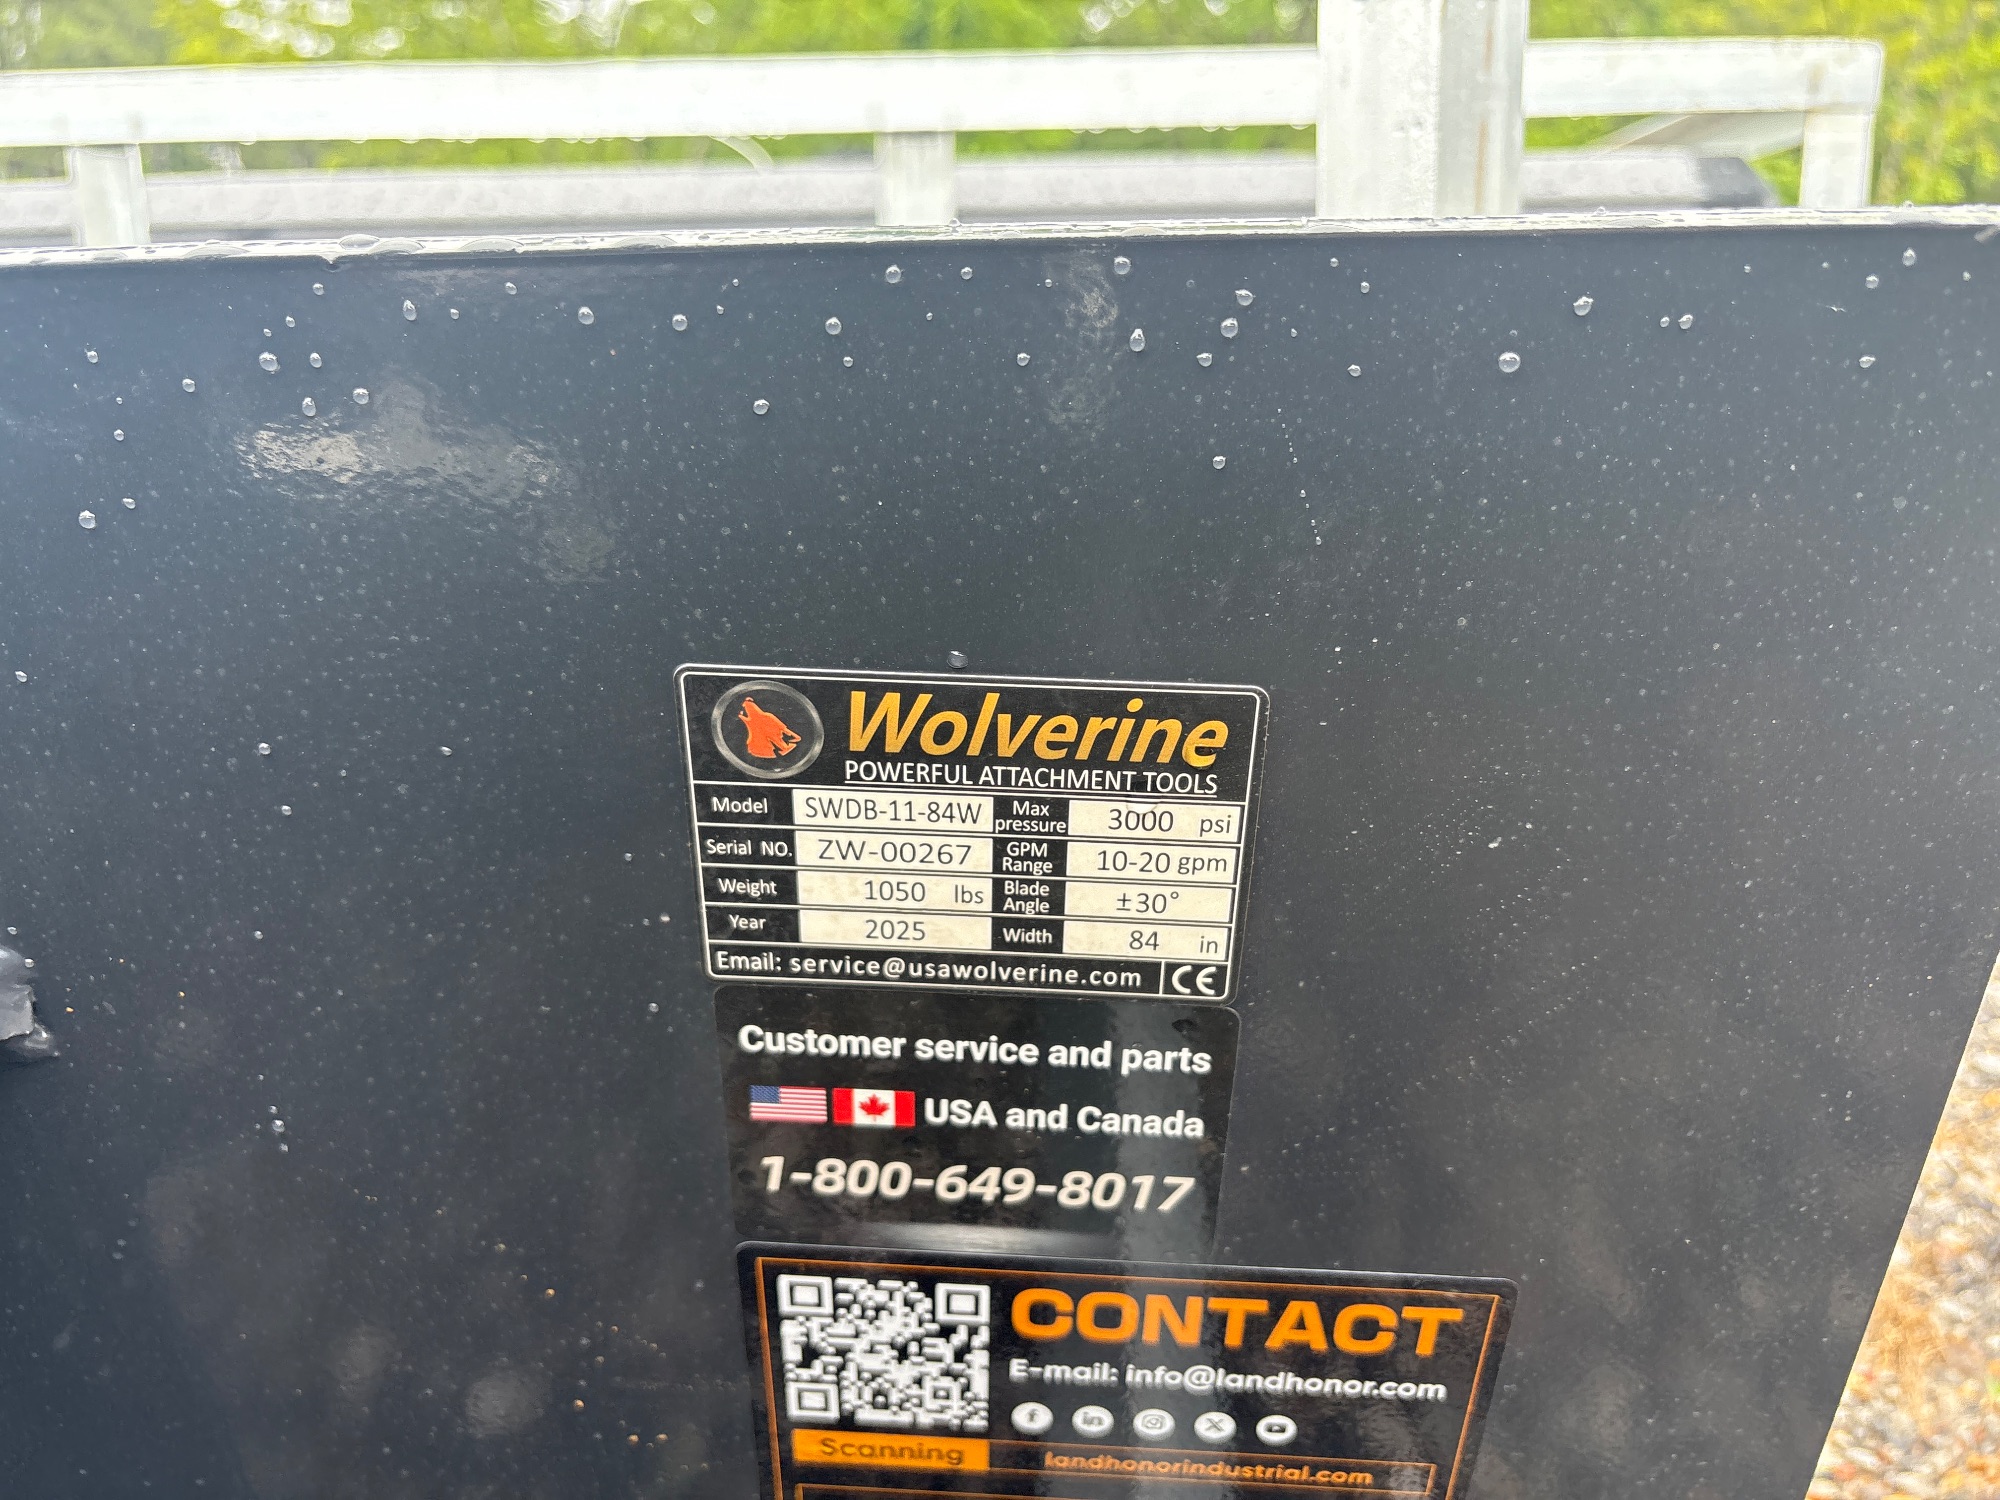 Wolverine
POWERFUL ATTACHMENT TOOLS
Model SWDB-11-84W Max pressure 3000 psi
Serial NO. ZW-00267 GPM Range 10-20 gpm
Weight 1050 lbs Blade Angle ±30°
Year 2025 Width 84 in
Email: service@usawolverine.com CE
Customer service and parts
USA and Canada
1-800-649-8017
CONTACT
E-mail: info@landhonor.com
Scanning
landhonorindustrial.com